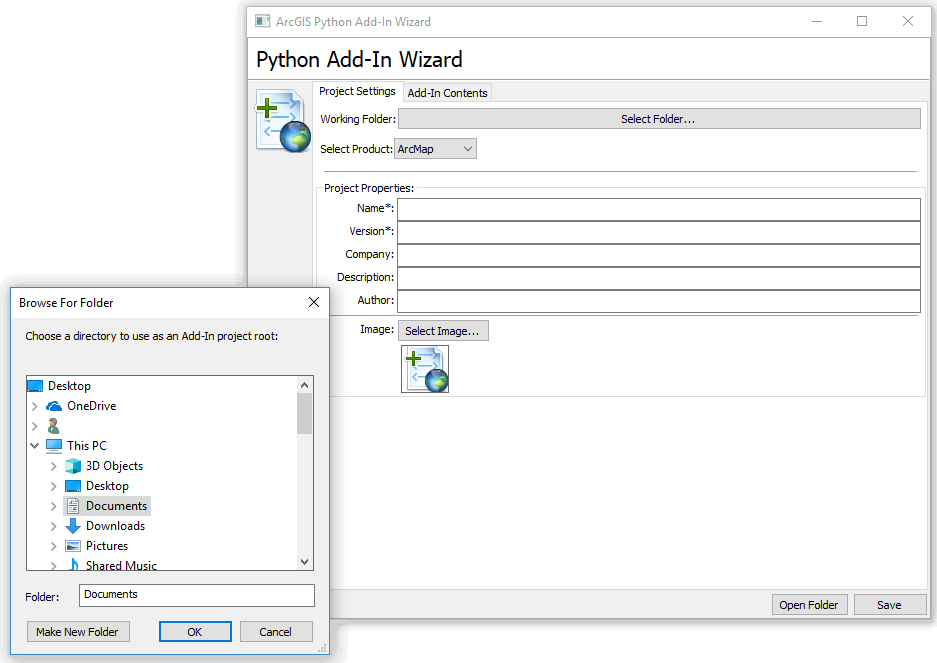 ArcGIS Python Add-In Wizard
Python Add-In Wizard
Project Settings Add-In Contents
Working Folder: Select Folder...
Select Product: ArcMap
Project Properties:
Name*:
Version*:
Company:
Description:
Author:
Image: Select Image...
Open Folder Save
Browse For Folder
Choose a directory to use as an Add-In project root:
Desktop
OneDrive
This PC
3D Objects
Desktop
Documents
Downloads
Pictures
Shared Music
Folder: Documents
Make New Folder OK Cancel